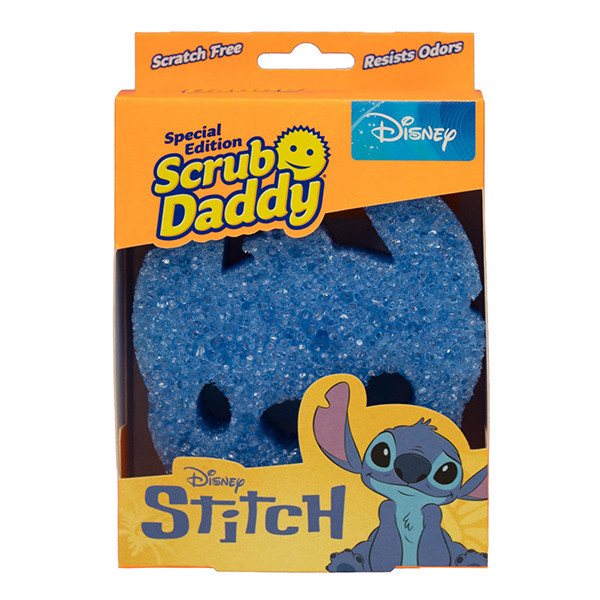 Scratch Free
Resists Odors
Special
Edition
Scrub
Daddy
Disney
Disney
Stitch